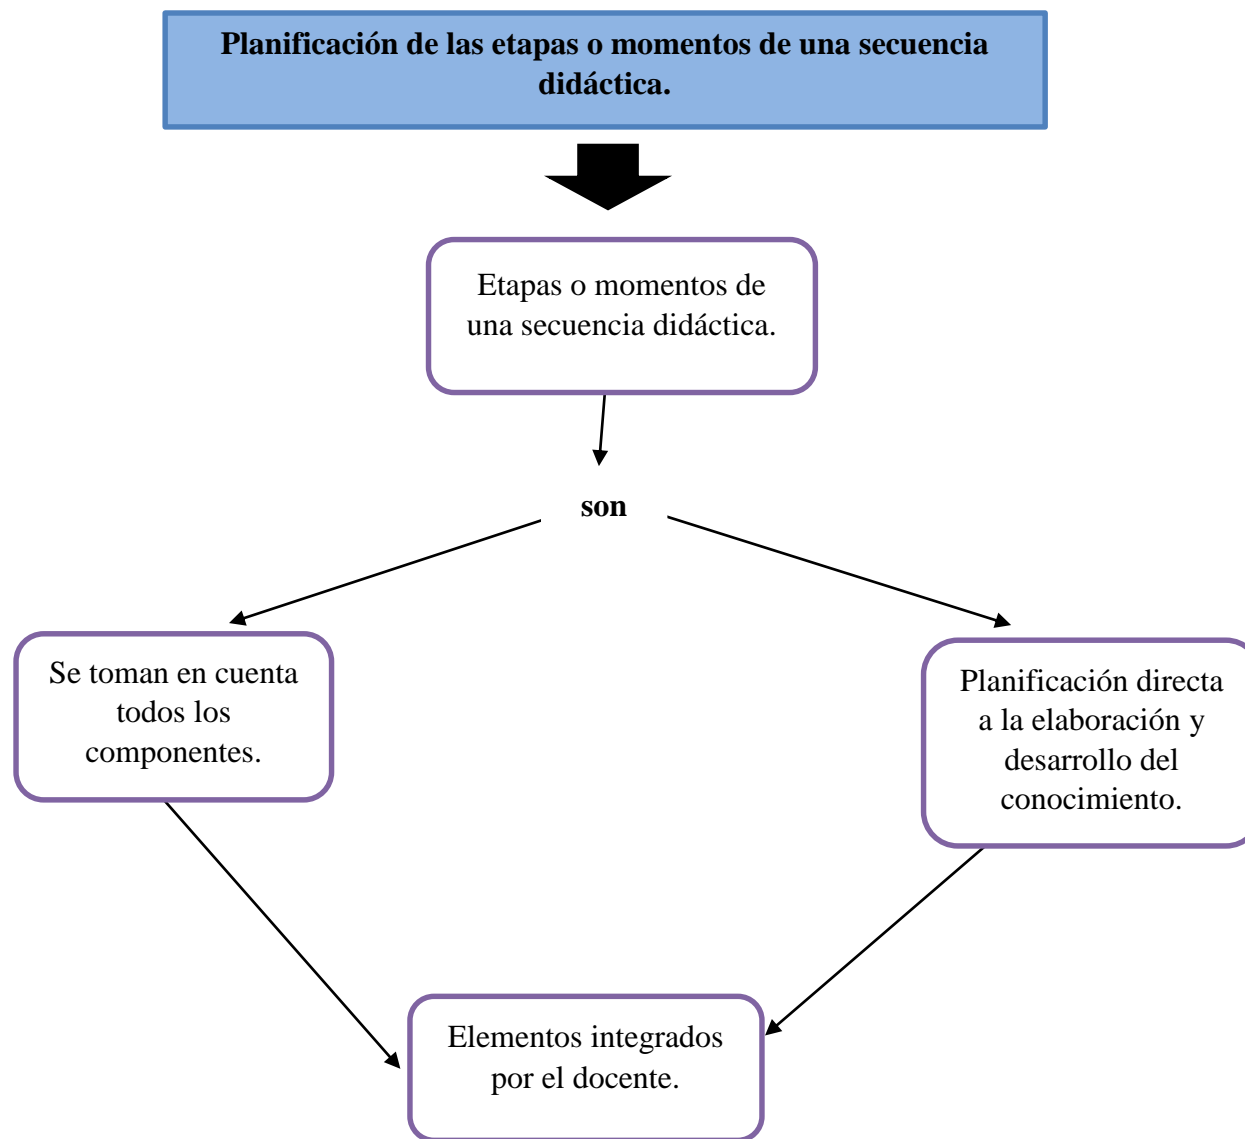 Planificación de las etapas o momentos de una secuencia
didáctica.
Etapas o momentos de
una secuencia didáctica.
son
Se toman en cuenta
todos los
componentes.
Planificación directa
a la elaboración y
desarrollo del
conocimiento.
Elementos integrados
por el docente.